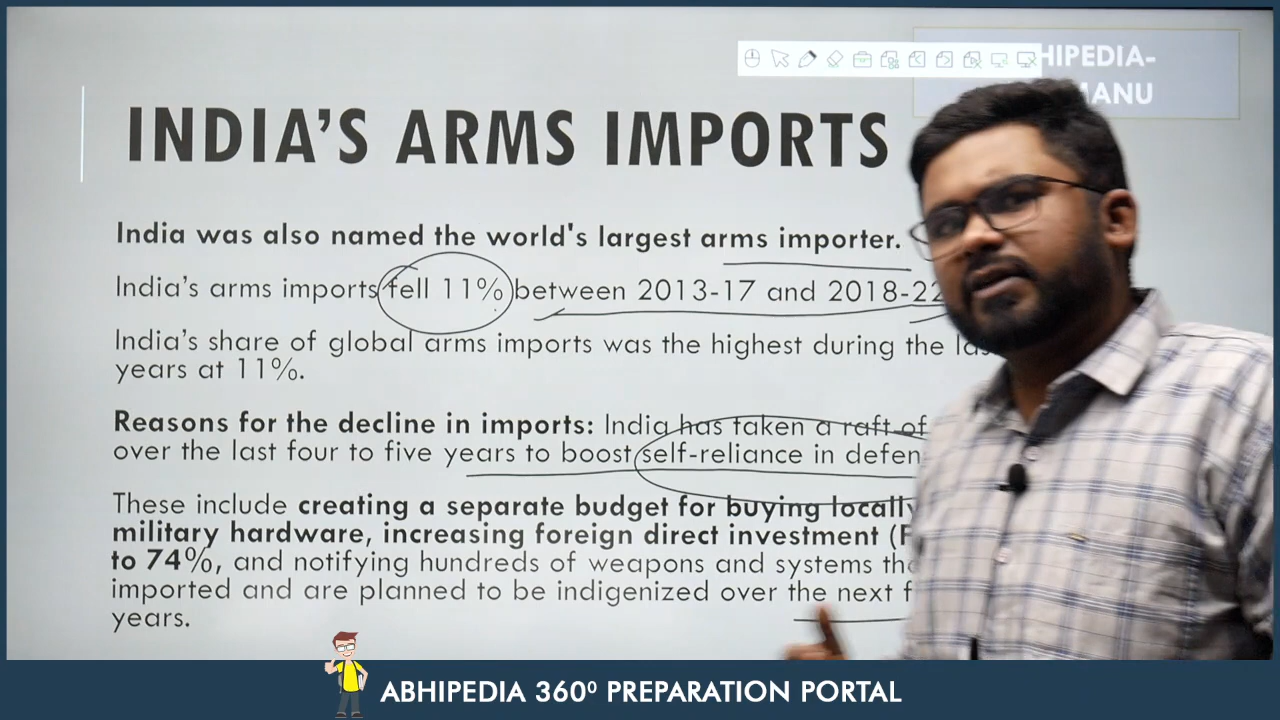 HIPEDIA-
MANU
INDIA'S ARMS IMPORTS
India was also named the world's largest arms importer.
India's arms imports fell 11% between 2013-17 and 2018-22
India's share of global arms imports was the highest during the
years at 11%.
Reasons for the decline in imports: India has taken a raft of
over the last four to five years to boost self-reliance in
These include creating a separate budget for buying locally
military hardware, increasing foreign direct investment
to 74%, and notifying hundreds of weapons and systems
imported and are planned to be indigenized over the next
years.
ABHIPEDIA 360⁰ PREPARATION PORTAL